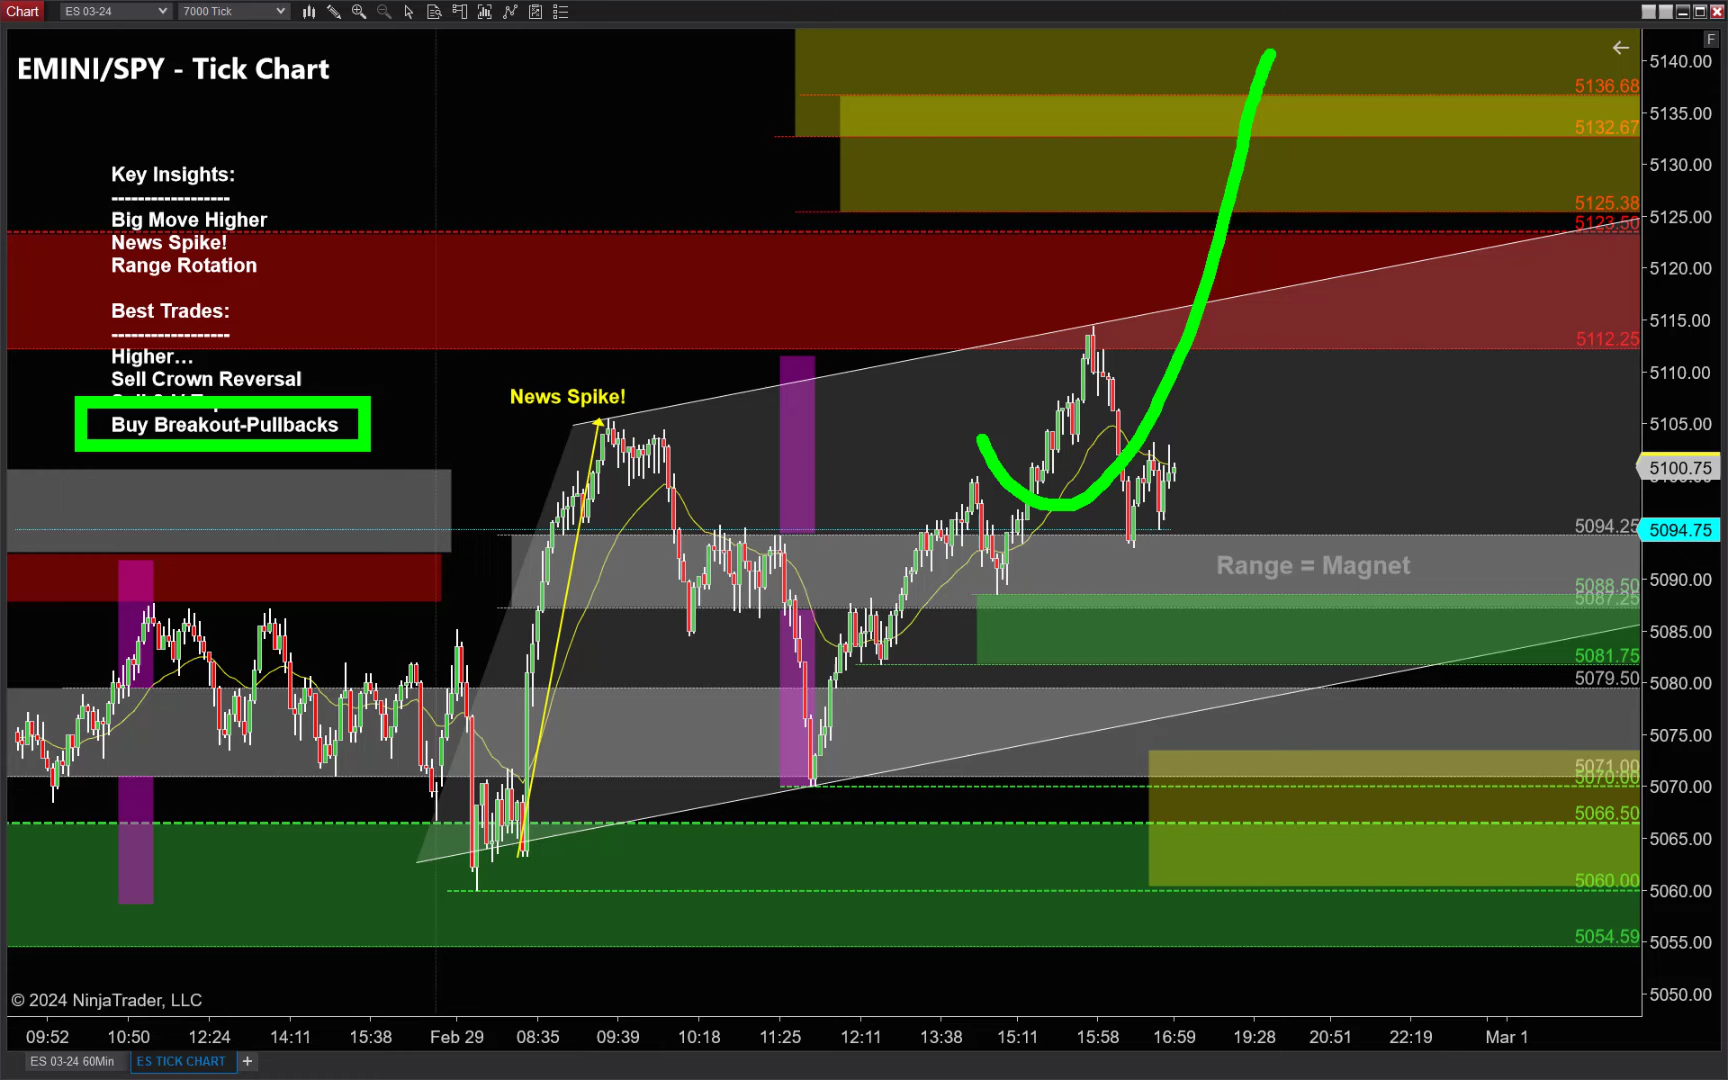 Chart
ES 03-24
7000 Tick
F
EMINI/SPY - Tick Chart
Key Insights:
------------------
Big Move Higher
News Spike!
Range Rotation
Best Trades:
------------------
Higher…
Sell Crown Reversal
Buy Breakout-Pullbacks
News Spike!
Range = Magnet
5136.68
5132.67
5125.38
5123.50
5112.25
5094.25
5088.50
5087.25
5081.75
5079.50
5071.00
5070.00
5066.50
5060.00
5054.59
5140.00
5135.00
5130.00
5125.00
5120.00
5115.00
5110.00
5105.00
5100.75
5094.75
5090.00
5085.00
5080.00
5075.00
5070.00
5065.00
5060.00
5055.00
5050.00
© 2024 NinjaTrader, LLC
09:52 10:50 12:24 14:11 15:38 Feb 29 08:35 09:39 10:18 11:25 12:11 13:38 15:11 15:58 16:59 19:28 20:51 22:19 Mar 1
ES 03-24 60Min ES TICK CHART +